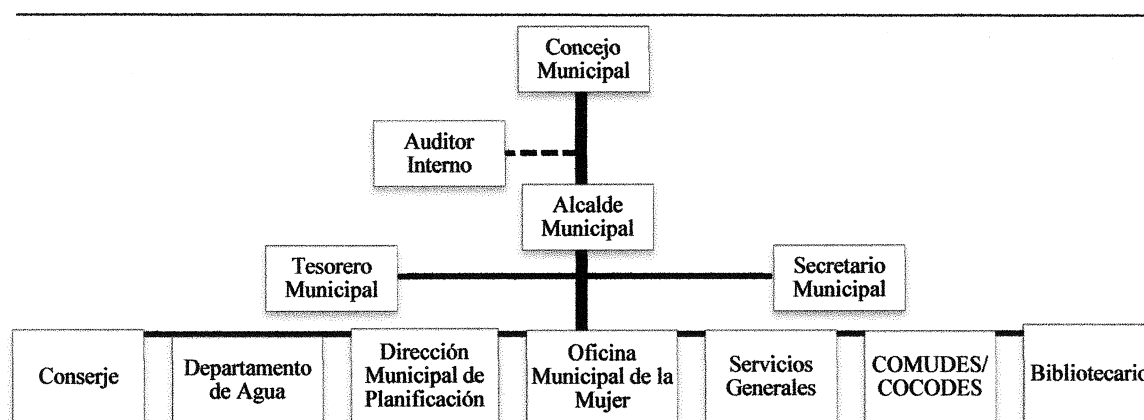 Concejo
Municipal
Auditor
Interno
Alcalde
Municipal
Tesorero
Municipal
Secretario
Municipal
Conserje
Departamento
de Agua
Dirección
Municipal de
Planificación
Oficina
Municipal de la
Mujer
Servicios
Generales
COMUDES/
COCODES
Bibliotecario